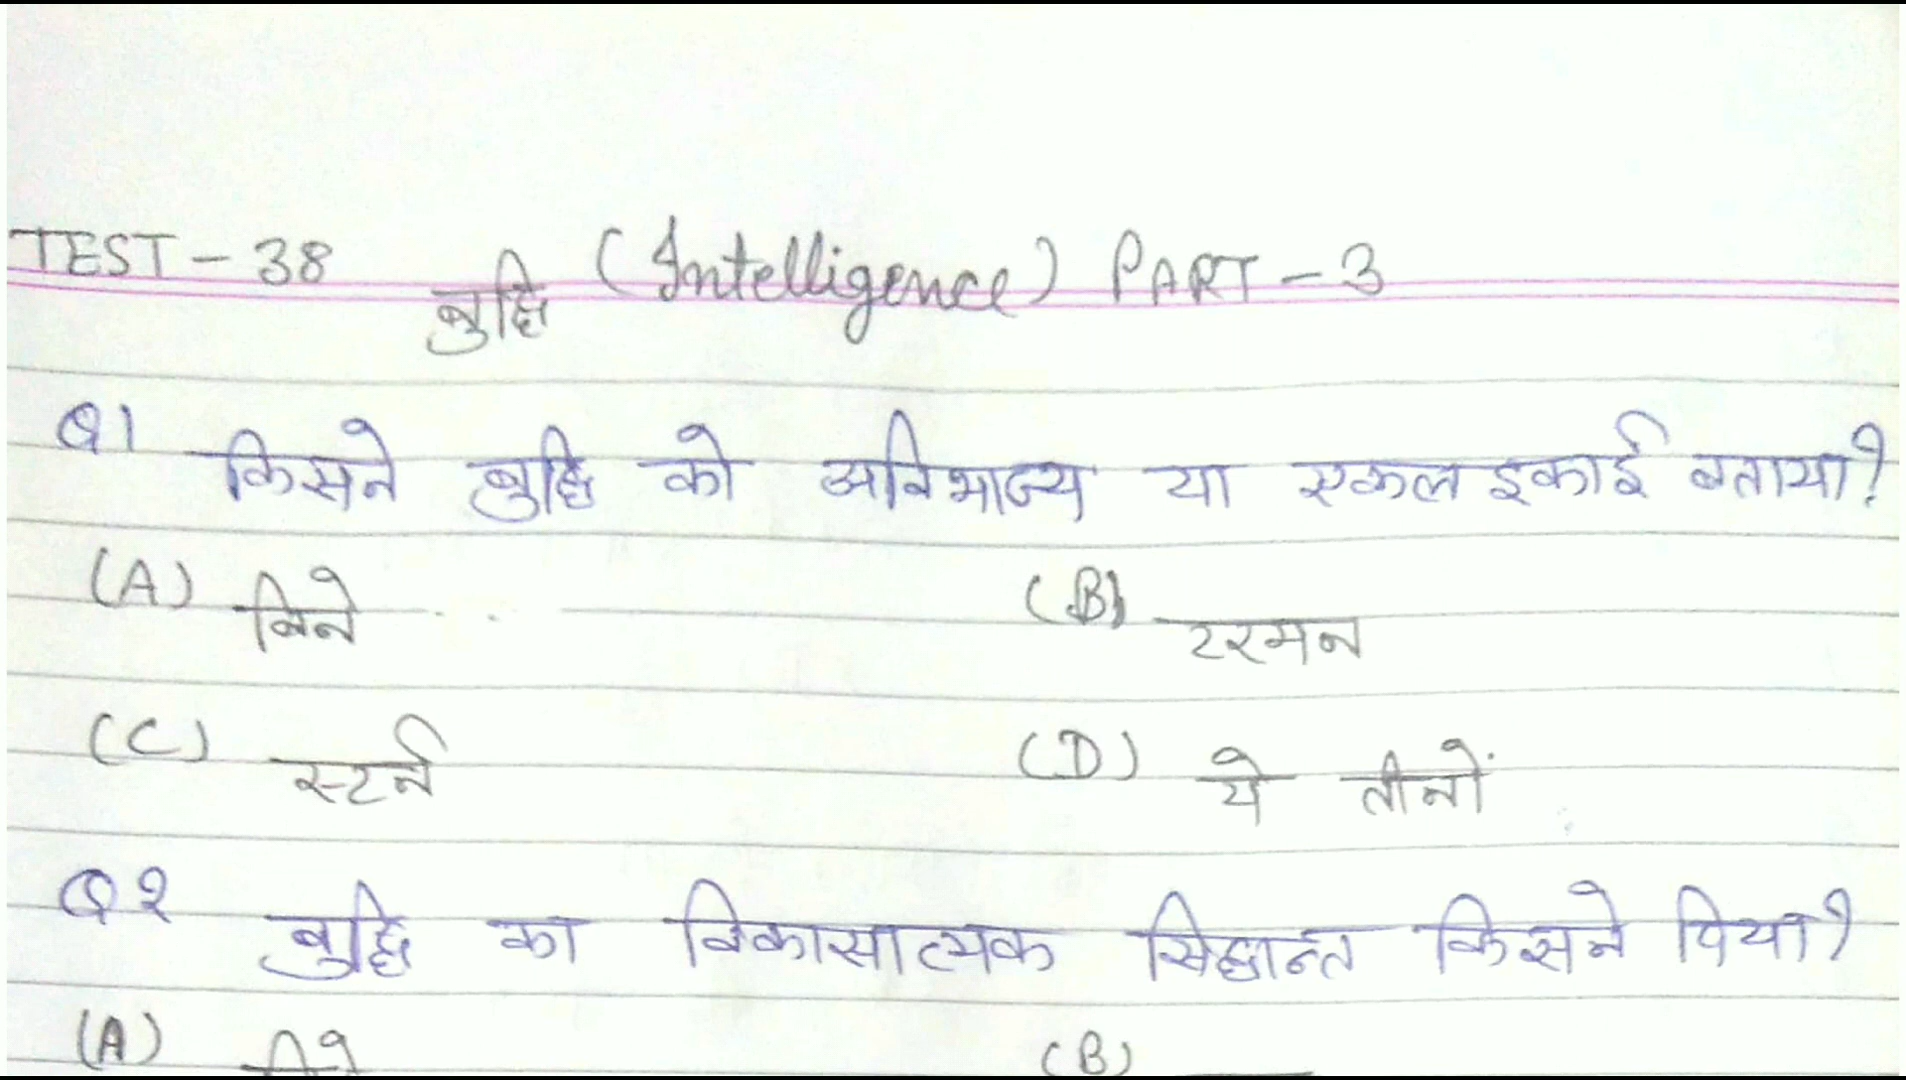 TEST - 38 बुद्धि (Intelligence) PART - 3
Q1 किसने बुद्धि को अविभाज्य या एकल इकाई बताया?
(A) बिने (B) टरमन
(C) स्टर्न (D) ये तीनों
Q2 बुद्धि का विकासात्मक सिद्धान्त किसने दिया?
(A) (B)